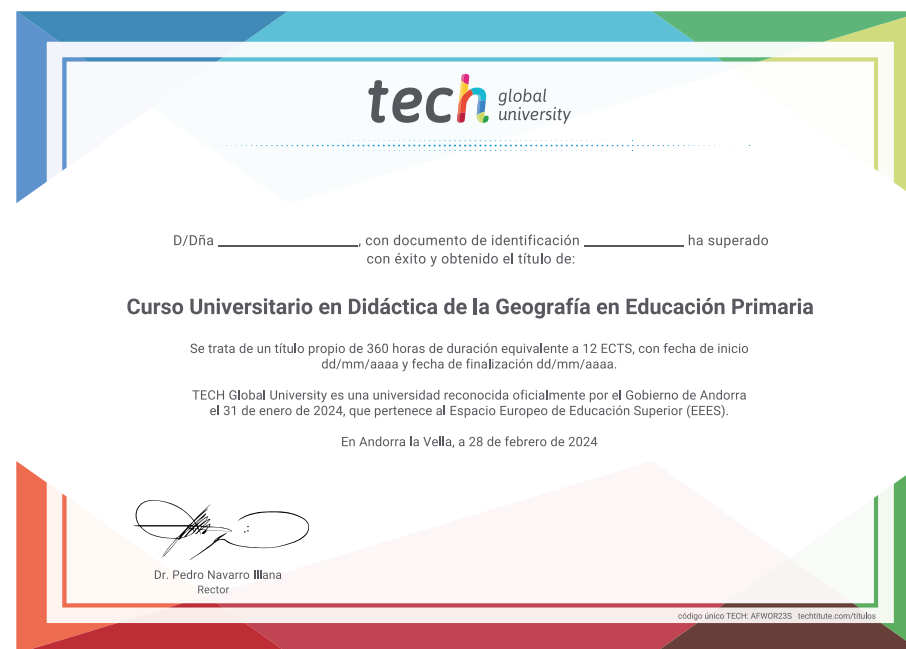 tech global university
D/Dña , con documento de identificación ha superado
con éxito y obtenido el título de:
Curso Universitario en Didáctica de la Geografía en Educación Primaria
Se trata de un título propio de 360 horas de duración equivalente a 12 ECTS, con fecha de inicio
dd/mm/aaaa y fecha de finalización dd/mm/aaaa.
TECH Global University es una universidad reconocida oficialmente por el Gobierno de Andorra
el 31 de enero de 2024, que pertenece al Espacio Europeo de Educación Superior (EEES).
En Andorra la Vella, a 28 de febrero de 2024
Dr. Pedro Navarro Illana
Rector
código único TECH: AFWOR23S techtitute.com/titulos